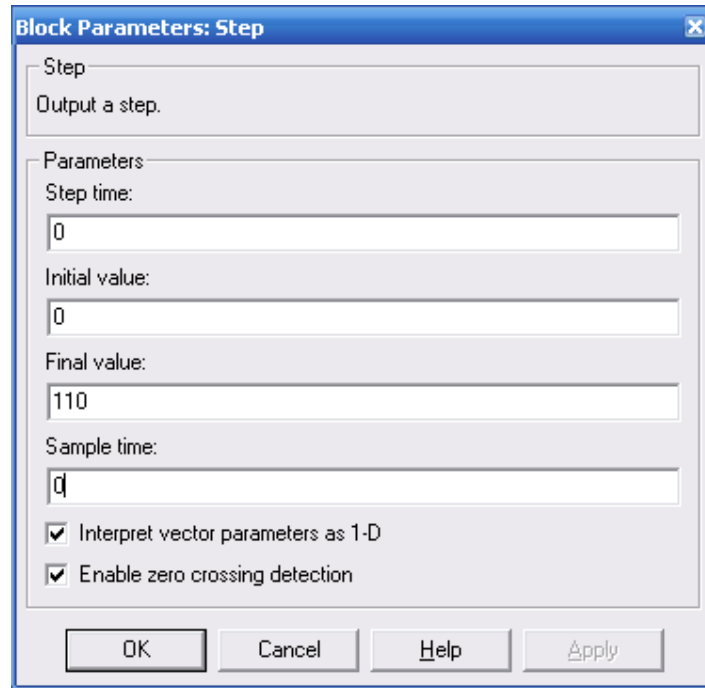 Block Parameters: Step
Step
Output a step.
Parameters
Step time:
0
Initial value:
0
Final value:
110
Sample time:
0
Interpret vector parameters as 1-D
Enable zero crossing detection
OK Cancel Help Apply